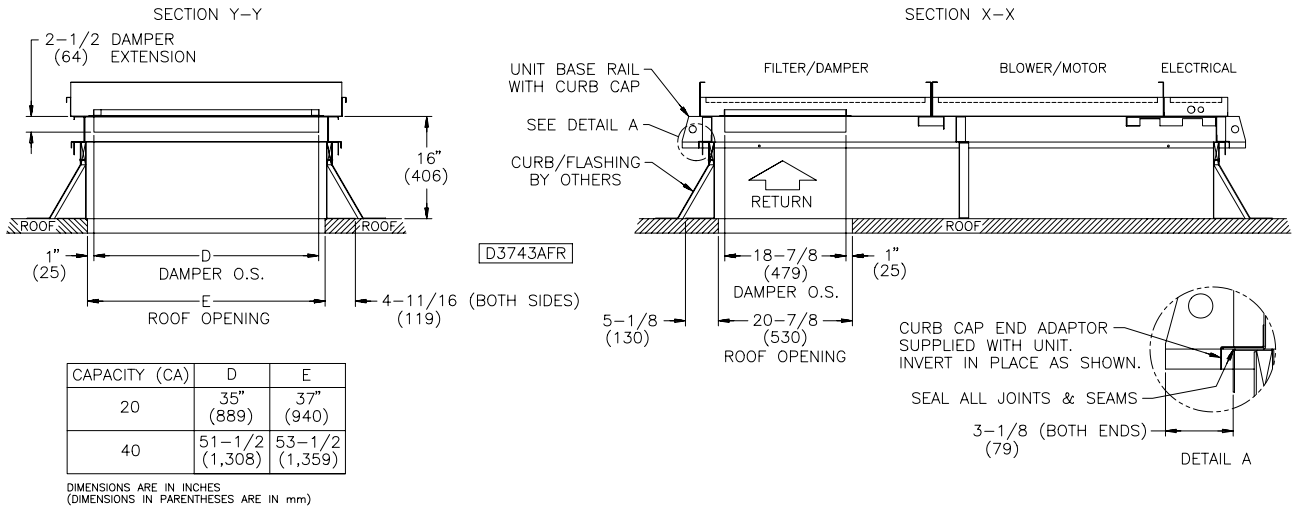 SECTION Y-Y
2-1/2 DAMPER
(64) EXTENSION
16"
(406)
ROOF
ROOF
1"
(25)
D
DAMPER O.S.
E
ROOF OPENING
4-11/16 (BOTH SIDES)
(119)
D3743AFR
SECTION X-X
UNIT BASE RAIL
WITH CURB CAP
FILTER/DAMPER
BLOWER/MOTOR
ELECTRICAL
SEE DETAIL A
CURB/FLASHING
BY OTHERS
RETURN
ROOF
18-7/8
(479)
DAMPER O.S.
1"
(25)
5-1/8
(130)
20-7/8
(530)
ROOF OPENING
CURB CAP END ADAPTOR
SUPPLIED WITH UNIT.
INVERT IN PLACE AS SHOWN.
SEAL ALL JOINTS & SEAMS
3-1/8 (BOTH ENDS)
(79)
DETAIL A
CAPACITY (CA) D E
20 35" 37"
(889) (940)
40 51-1/2 53-1/2
(1,308) (1,359)
DIMENSIONS ARE IN INCHES
(DIMENSIONS IN PARENTHESES ARE IN mm)